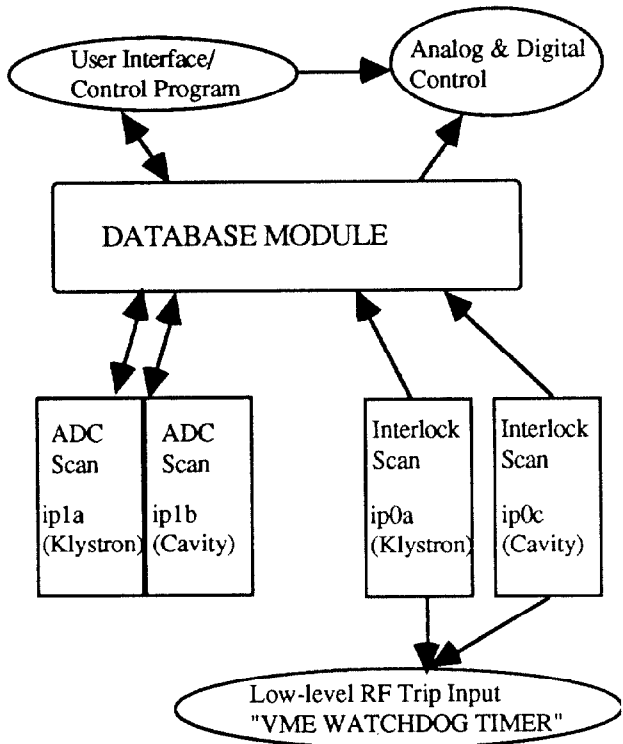 User Interface/
Control Program
Analog & Digital
Control
DATABASE MODULE
ADC
Scan
ip1a
(Klystron)
ADC
Scan
ip1b
(Cavity)
Interlock
Scan
ip0a
(Klystron)
Interlock
Scan
ip0c
(Cavity)
Low-level RF Trip Input
"VME WATCHDOG TIMER"